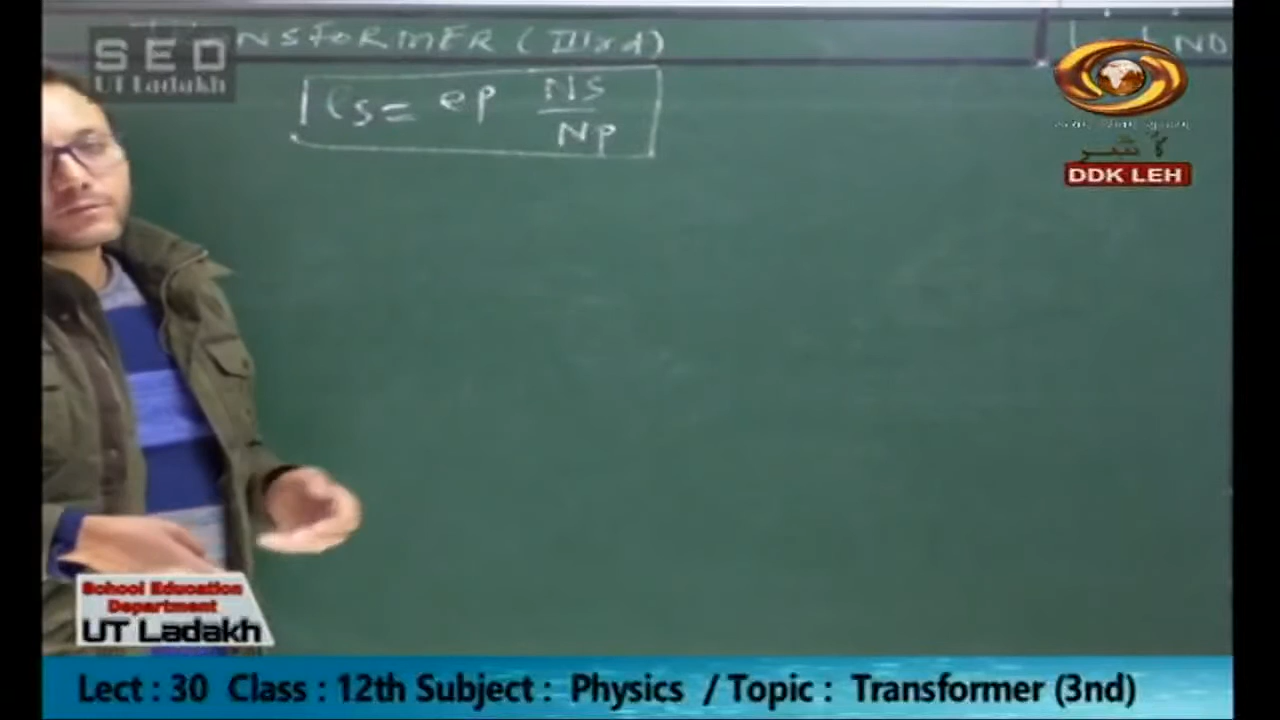 SED
UT Ladakh
NSFORMER (IIIrd)
es = ep Ns/Np
DDK LEH
School Education
Department
UT Ladakh
Lect : 30 Class : 12th Subject : Physics / Topic : Transformer (3nd)